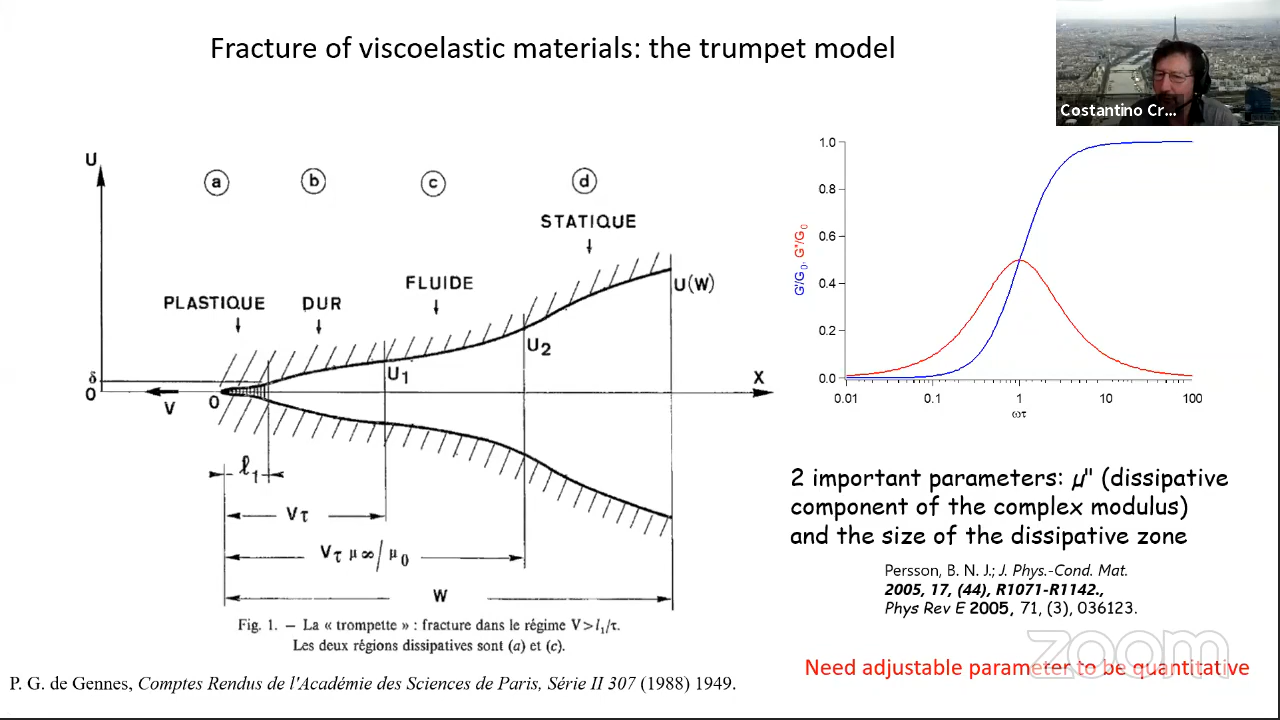 Fracture of viscoelastic materials: the trumpet model
Costantino Cr...
U
a b c d
STATIQUE
U(W)
FLUIDE
PLASTIQUE DUR
U2
U1
δ
O
V
O
X
ℓ1
Vτ
Vτ μ∞/μ0
W
Fig. 1. — La « trompette » : fracture dans le régime V>l1/τ.
Les deux régions dissipatives sont (a) et (c).
P. G. de Gennes, Comptes Rendus de l'Académie des Sciences de Paris, Série II 307 (1988) 1949.
1.0
0.8
0.6
0.4
0.2
0.0
G'/G0, G"/G0
0.01 0.1 1 10 100
ωτ
2 important parameters: μ" (dissipative
component of the complex modulus)
and the size of the dissipative zone
Persson, B. N. J.; J. Phys.-Cond. Mat.
2005, 17, (44), R1071-R1142.,
Phys Rev E 2005, 71, (3), 036123.
zoom
Need adjustable parameter to be quantitative